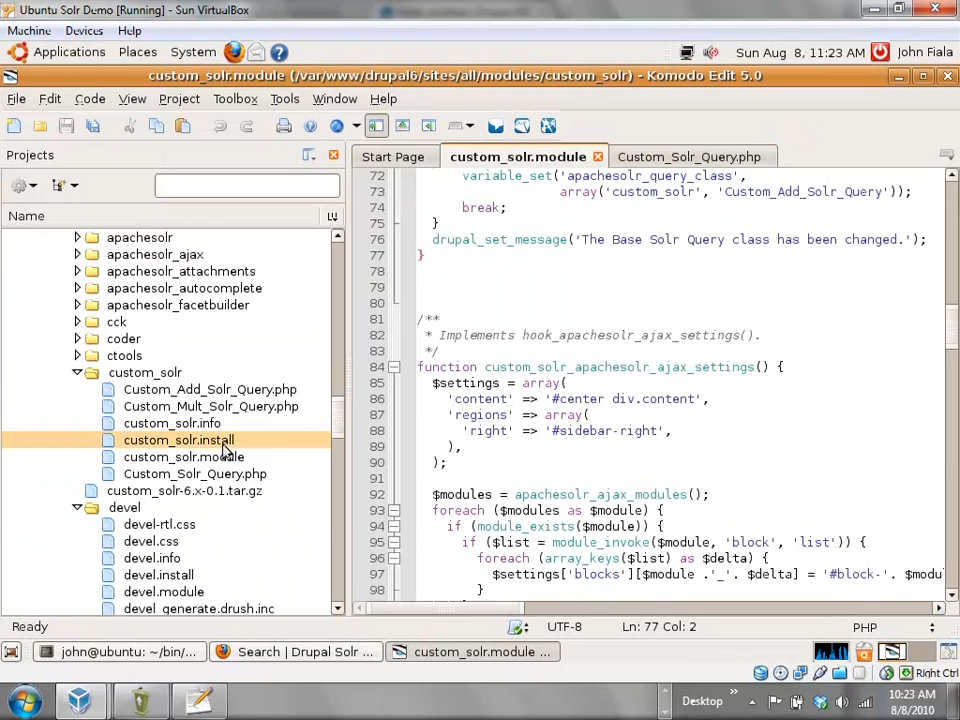 Ubuntu Solr Demo [Running] - Sun VirtualBox
Machine Devices Help
Applications Places System Sun Aug 8, 11:23 AM John Fiala
custom_solr.module (/var/www/drupal6/sites/all/modules/custom_solr) - Komodo Edit 5.0
File Edit Code View Project Toolbox Tools Window Help
Projects
Start Page custom_solr.module Custom_Solr_Query.php
Name
apachesolr
apachesolr_ajax
apachesolr_attachments
apachesolr_autocomplete
apachesolr_facetbuilder
cck
coder
ctools
custom_solr
Custom_Add_Solr_Query.php
Custom_Mult_Solr_Query.php
custom_solr.info
custom_solr.install
custom_solr.module
Custom_Solr_Query.php
custom_solr-6.x-0.1.tar.gz
devel
devel-rtl.css
devel.css
devel.info
devel.install
devel.module
devel_generate.drush.inc
72 variable_set('apachesolr_query_class',
73 array('custom_solr', 'Custom_Add_Solr_Query'));
74 break;
75 }
76 drupal_set_message('The Base Solr Query class has been changed.');
77 }
78
79
80
81 /**
82 * Implements hook_apachesolr_ajax_settings().
83 */
84 function custom_solr_apachesolr_ajax_settings() {
85 $settings = array(
86 'content' => '#center div.content',
87 'regions' => array(
88 'right' => '#sidebar-right',
89 ),
90 );
91
92 $modules = apachesolr_ajax_modules();
93 foreach ($modules as $module) {
94 if (module_exists($module)) {
95 if ($list = module_invoke($module, 'block', 'list')) {
96 foreach (array_keys($list) as $delta) {
97 $settings['blocks'][$module .'_'. $delta] = '#block-'. $modu
98 }
Ready UTF-8 Ln: 77 Col: 2 PHP
john@ubuntu: ~/bin/... Search | Drupal Solr ... custom_solr.module ...
Right Ctrl
Desktop 10:23 AM
8/8/2010